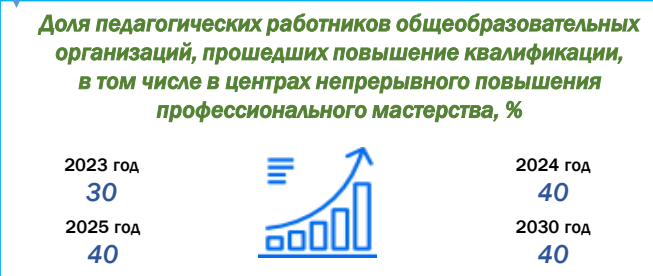 Доля педагогических работников общеобразовательных
организаций, прошедших повышение квалификации,
в том числе в центрах непрерывного повышения
профессионального мастерства, %
2023 год
30
2024 год
40
2025 год
40
2030 год
40